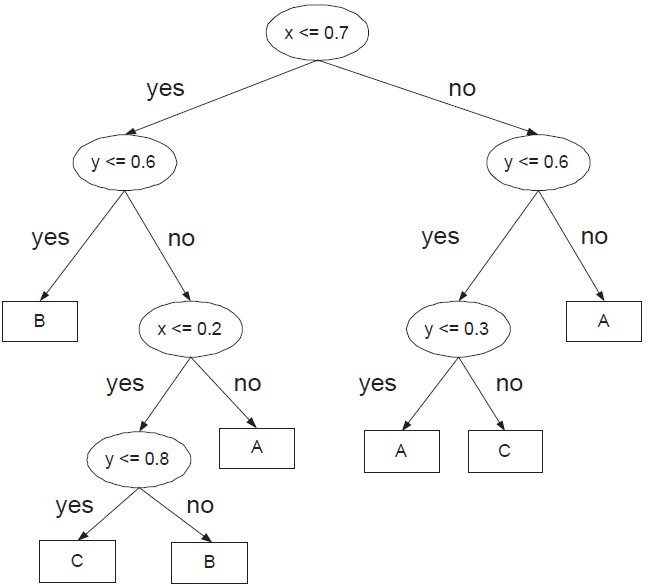 x <= 0.7
yes
no
y <= 0.6
y <= 0.6
yes
no
yes
no
B
x <= 0.2
y <= 0.3
A
yes
no
yes
no
y <= 0.8
A
A
C
yes
no
C
B